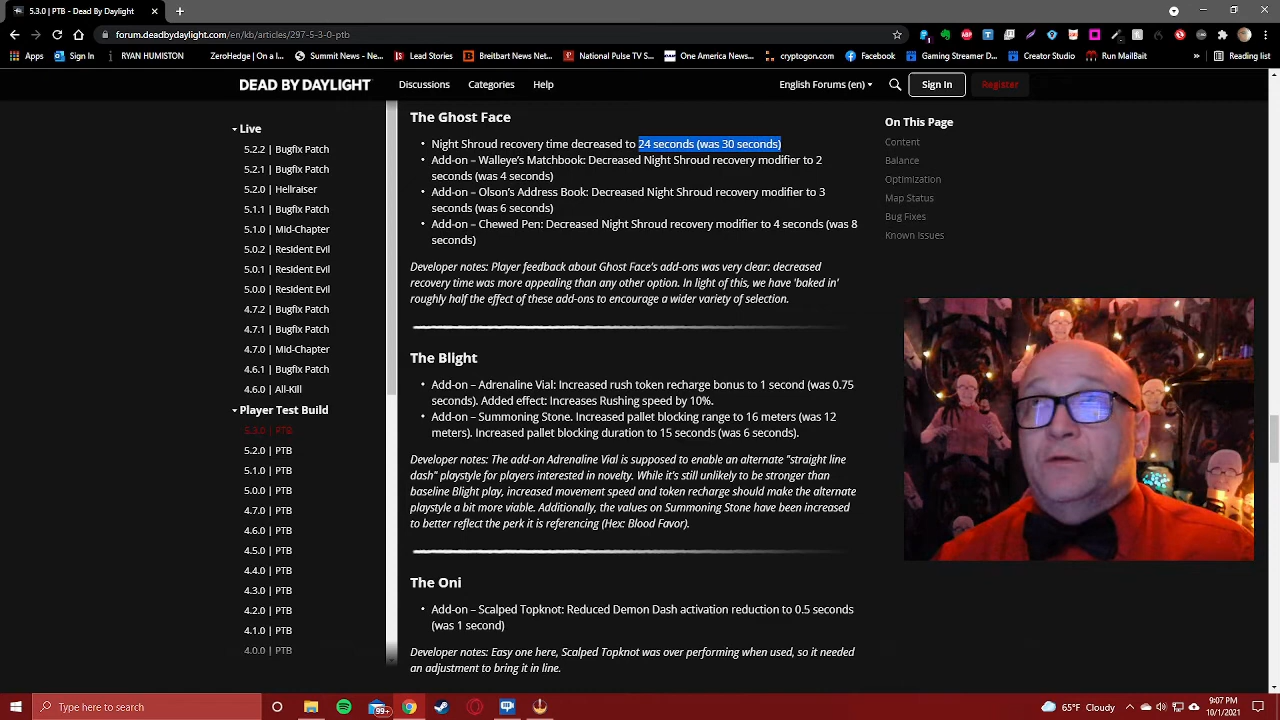 5.3.0 | PTB - Dead By Daylight
forum.deadbydaylight.com/en/kb/articles/297-5-3-0-ptb
Apps
Sign In
RYAN HUMISTON
ZeroHedge | On a lo...
Summit News - Ne...
Lead Stories
Breitbart News Net...
National Pulse TV S...
One America News...
cryptogon.com
Facebook
Gaming Streamer D...
Creator Studio
Run MailBait
»
Reading list
DEAD BY DAYLIGHT
Discussions
Categories
Help
English Forums (en)
Sign In
Register
Live
5.2.2 | Bugfix Patch
5.2.1 | Bugfix Patch
5.2.0 | Hellraiser
5.1.1 | Bugfix Patch
5.1.0 | Mid-Chapter
5.0.2 | Resident Evil
5.0.1 | Resident Evil
5.0.0 | Resident Evil
4.7.2 | Bugfix Patch
4.7.1 | Bugfix Patch
4.7.0 | Mid-Chapter
4.6.1 | Bugfix Patch
4.6.0 | All-Kill
Player Test Build
5.3.0 | PTB
5.2.0 | PTB
5.1.0 | PTB
5.0.0 | PTB
4.7.0 | PTB
4.6.0 | PTB
4.5.0 | PTB
4.4.0 | PTB
4.3.0 | PTB
4.2.0 | PTB
4.1.0 | PTB
4.0.0 | PTB
The Ghost Face
• Night Shroud recovery time decreased to 24 seconds (was 30 seconds)
• Add-on – Walleye's Matchbook: Decreased Night Shroud recovery modifier to 2
seconds (was 4 seconds)
• Add-on – Olson's Address Book: Decreased Night Shroud recovery modifier to 3
seconds (was 6 seconds)
• Add-on – Chewed Pen: Decreased Night Shroud recovery modifier to 4 seconds (was 8
seconds)
Developer notes: Player feedback about Ghost Face's add-ons was very clear: decreased
recovery time was more appealing than any other option. In light of this, we have 'baked in'
roughly half the effect of these add-ons to encourage a wider variety of selection.
The Blight
• Add-on – Adrenaline Vial: Increased rush token recharge bonus to 1 second (was 0.75
seconds). Added effect: Increases Rushing speed by 10%.
• Add-on – Summoning Stone. Increased pallet blocking range to 16 meters (was 12
meters). Increased pallet blocking duration to 15 seconds (was 6 seconds).
Developer notes: The add-on Adrenaline Vial is supposed to enable an alternate "straight line
dash" playstyle for players interested in novelty. While it's still unlikely to be stronger than
baseline Blight play, increased movement speed and token recharge should make the alternate
playstyle a bit more viable. Additionally, the values on Summoning Stone have been increased
to better reflect the perk it is referencing (Hex: Blood Favor).
The Oni
• Add-on – Scalped Topknot: Reduced Demon Dash activation reduction to 0.5 seconds
(was 1 second)
Developer notes: Easy one here, Scalped Topknot was over performing when used, so it needed
an adjustment to bring it in line.
On This Page
Content
Balance
Optimization
Map Status
Bug Fixes
Known Issues
Type here to search
99+
65°F Cloudy
9:07 PM
10/1/2021